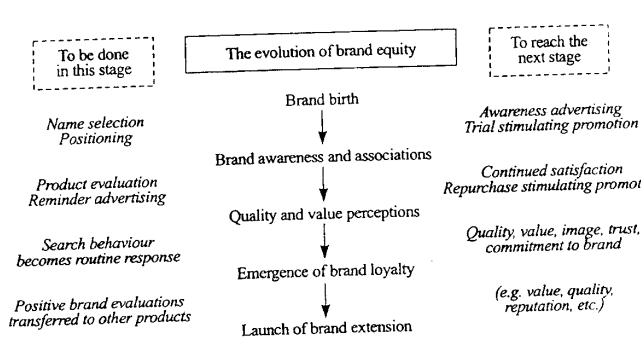 To be done
in this stage
The evolution of brand equity
To reach the
next stage
Brand birth
Name selection
Positioning
Awareness advertising
Trial stimulating promotion
Brand awareness and associations
Product evaluation
Reminder advertising
Continued satisfaction
Repurchase stimulating promot
Quality and value perceptions
Search behaviour
becomes routine response
Quality, value, image, trust,
commitment to brand
Emergence of brand loyalty
Positive brand evaluations
transferred to other products
(e.g. value, quality,
reputation, etc.)
Launch of brand extension